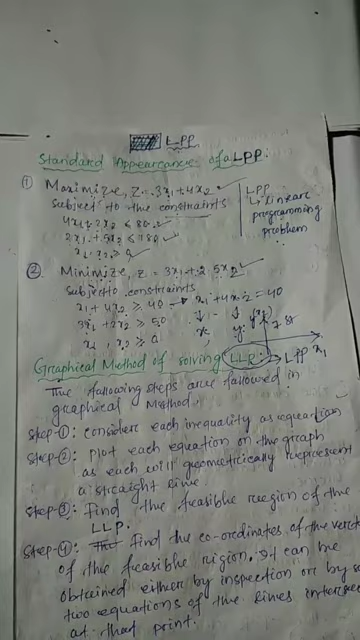 LPP
Standard Appearance of a LPP:
① Maximize, Z = 3x₁ + 4x₂
Subject to the constraints
4x₁ + 2x₂ ≤ 80
2x₁ + 5x₂ ≤ 180
x₁, x₂ ≥ 0
LPP
↳ Linear
programming
problem
② Minimize, Z = 3x₁ + 2.5x₂
Subject to constraints
x₁ + 4x₂ ≥ 40 → x₁ + 4x₂ = 40
3x₁ + 2x₂ ≥ 50
x₁, x₂ ≥ 0
Graphical Method of solving LLP: → LPP
x₁
The following steps are followed in
graphical Method.
Step-①: consider each inequality as equation
Step-②: plot each equation on the graph
as each will geometrically represent
a straight line.
Step-③: Find the feasible region of the
LLP.
Step-④: Find the co-ordinates of the
of the feasible region. It can be
obtained either by inspection or by
two equations of the lines
at that point.